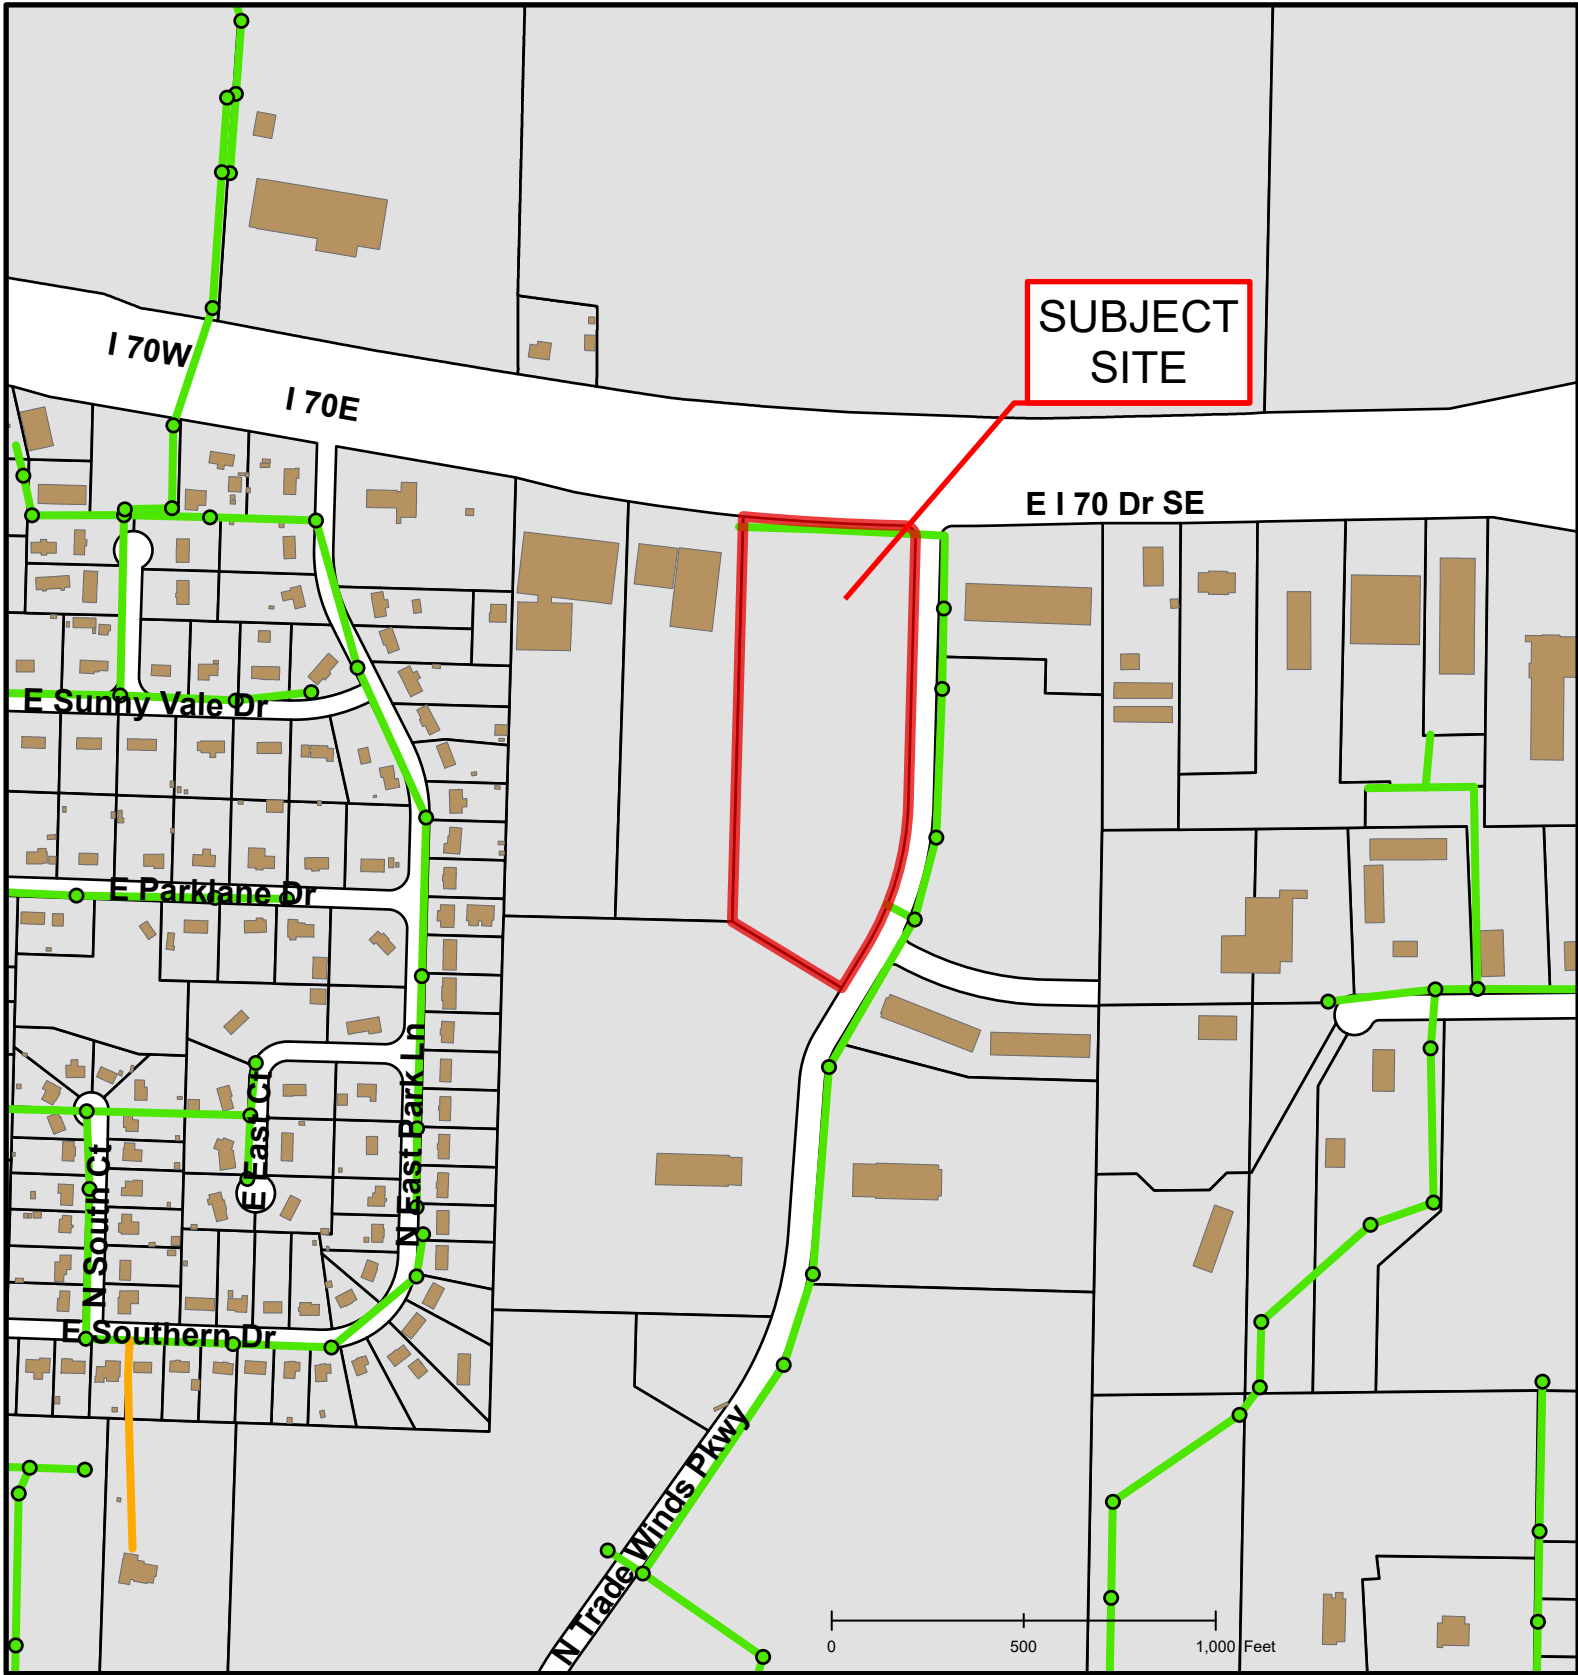 I 70W
I 70E
SUBJECT
SITE
E I 70 Dr SE
E Sunny Vale Dr
E Parklane Dr
E East Ct
N East Park Ln
N South Ct
E Southern Dr
N Trade Winds Pkwy
0 500 1,000 Feet